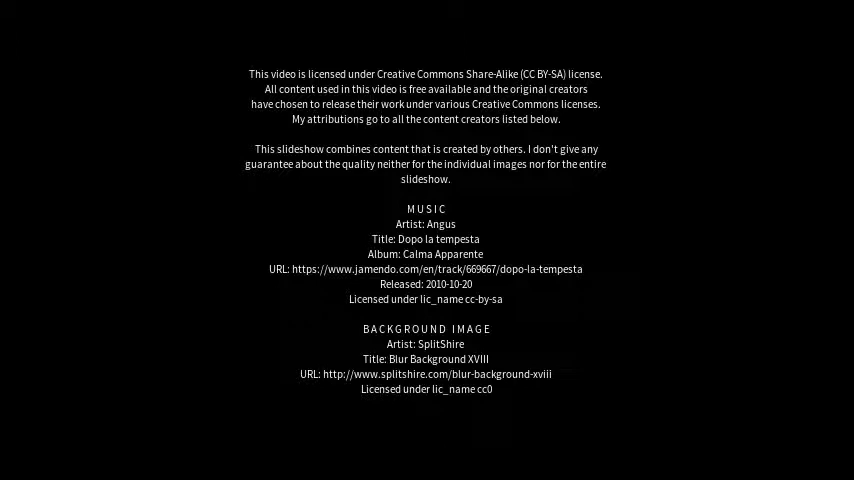 This video is licensed under Creative Commons Share-Alike (CC BY-SA) license.
All content used in this video is free available and the original creators
have chosen to release their work under various Creative Commons licenses.
My attributions go to all the content creators listed below.
This slideshow combines content that is created by others. I don't give any
guarantee about the quality neither for the individual images nor for the entire
slideshow.
MUSIC
Artist: Angus
Title: Dopo la tempesta
Album: Calma Apparente
URL: https://www.jamendo.com/en/track/669667/dopo-la-tempesta
Released: 2010-10-20
Licensed under lic_name cc-by-sa
BACKGROUND IMAGE
Artist: SplitShire
Title: Blur Background XVIII
URL: http://www.splitshire.com/blur-background-xviii
Licensed under lic_name cc0